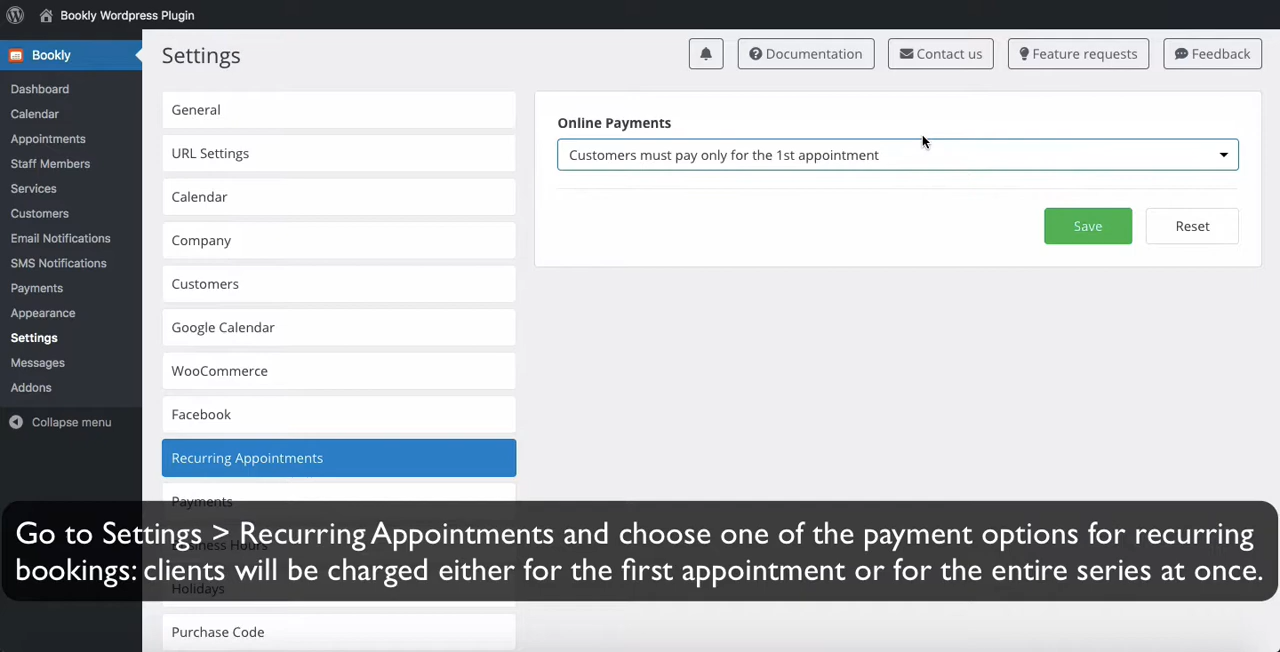 Bookly Wordpress Plugin
Bookly
Dashboard
Calendar
Appointments
Staff Members
Services
Customers
Email Notifications
SMS Notifications
Payments
Appearance
Settings
Messages
Addons
Collapse menu
Settings
Documentation
Contact us
Feature requests
Feedback
General
URL Settings
Calendar
Company
Customers
Google Calendar
WooCommerce
Facebook
Recurring Appointments
Payments
Business Hours
Holidays
Purchase Code
Online Payments
Customers must pay only for the 1st appointment
Save
Reset
Go to Settings > Recurring Appointments and choose one of the payment options for recurring
bookings: clients will be charged either for the first appointment or for the entire series at once.